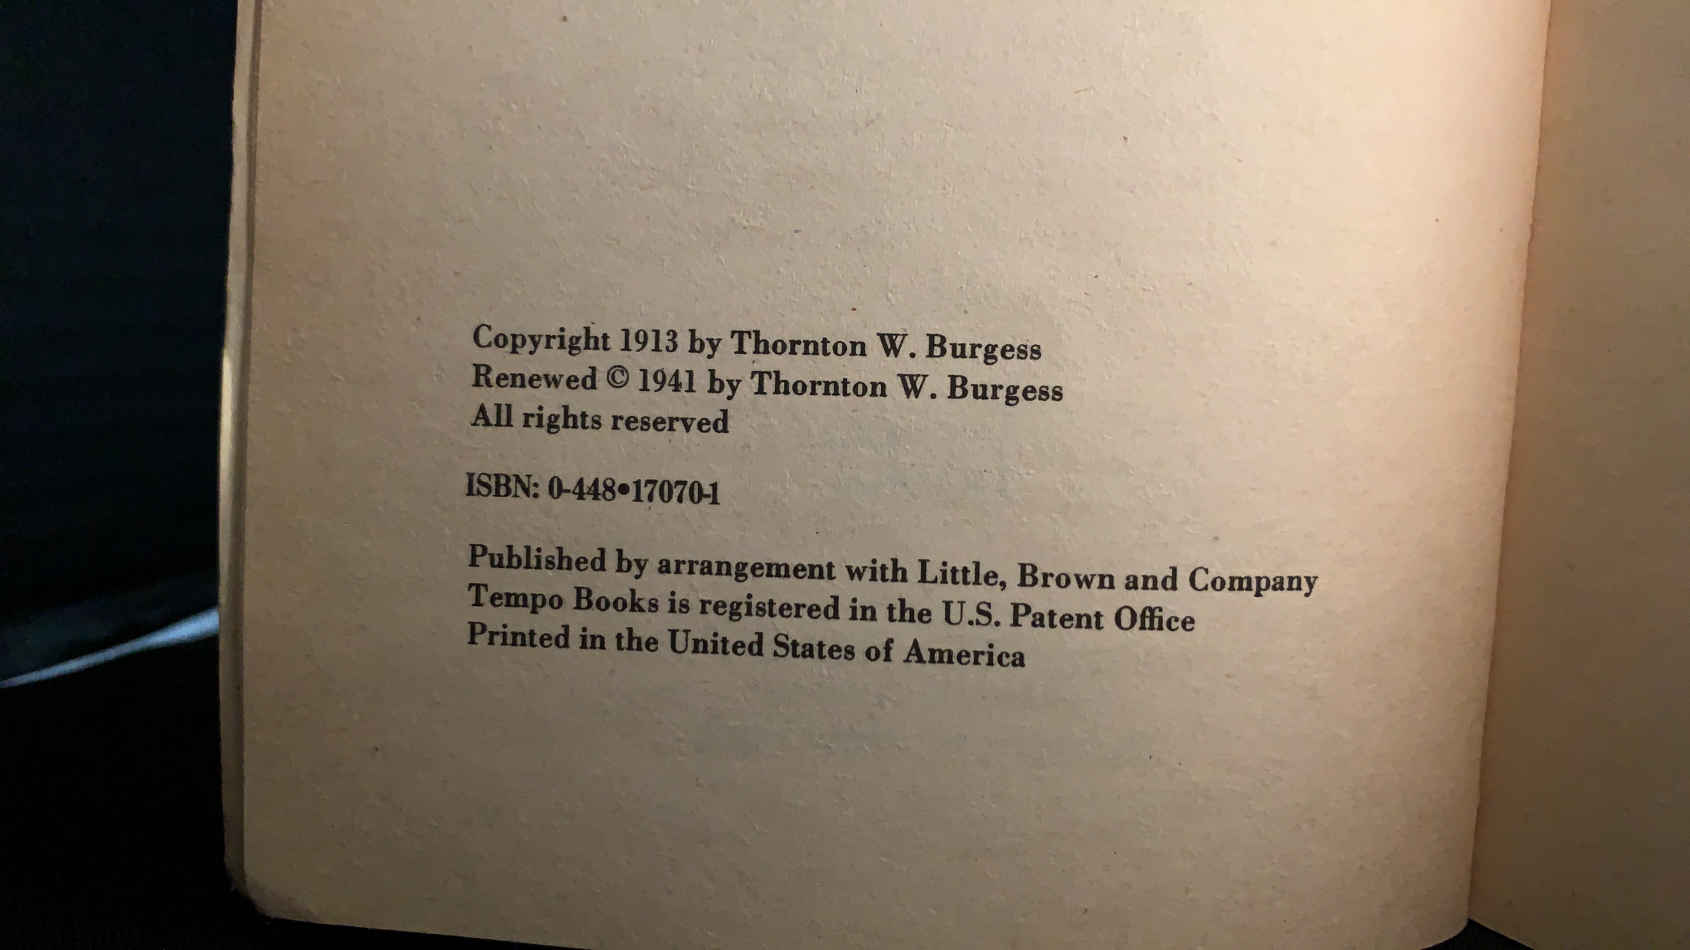 Copyright 1913 by Thornton W. Burgess
Renewed © 1941 by Thornton W. Burgess
All rights reserved
ISBN: 0-448•17070-1
Published by arrangement with Little, Brown and Company
Tempo Books is registered in the U.S. Patent Office
Printed in the United States of America